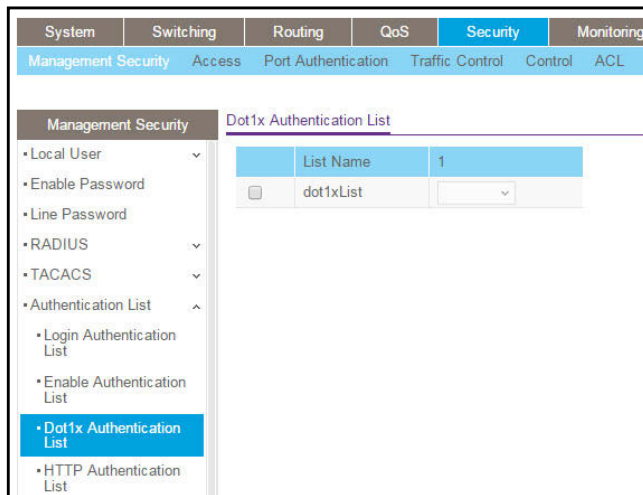 System Switching Routing QoS Security Monitoring
Management Security Access Port Authentication Traffic Control Control ACL
Management Security
Dot1x Authentication List
Local User
Enable Password
Line Password
RADIUS
TACACS
Authentication List
Login Authentication
List
Enable Authentication
List
Dot1x Authentication
List
HTTP Authentication
List
List Name 1
dot1xList